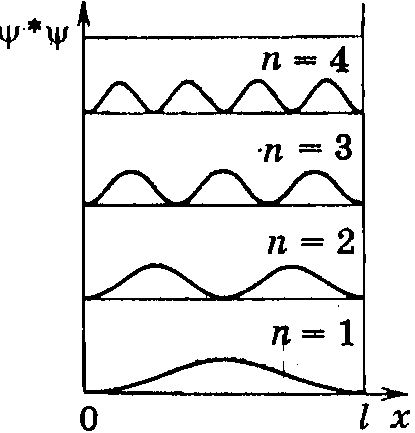 ψ*ψ
n = 4
n = 3
n = 2
n = 1
0 l x